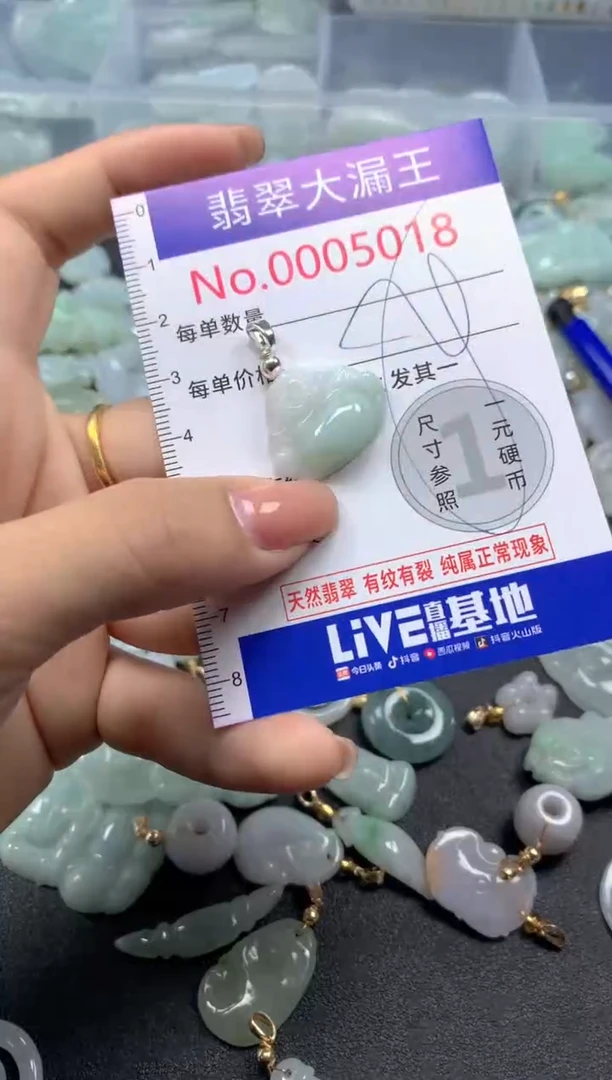 翡翠大漏王
No.0005018
每单数量
每单价格
发其一
尺寸参照
1
一元硬币
天然翡翠 有纹有裂 纯属正常现象
LiVE直播基地
今日头条 抖音 西瓜视频 抖音火山版
0
1
2
3
4
7
8